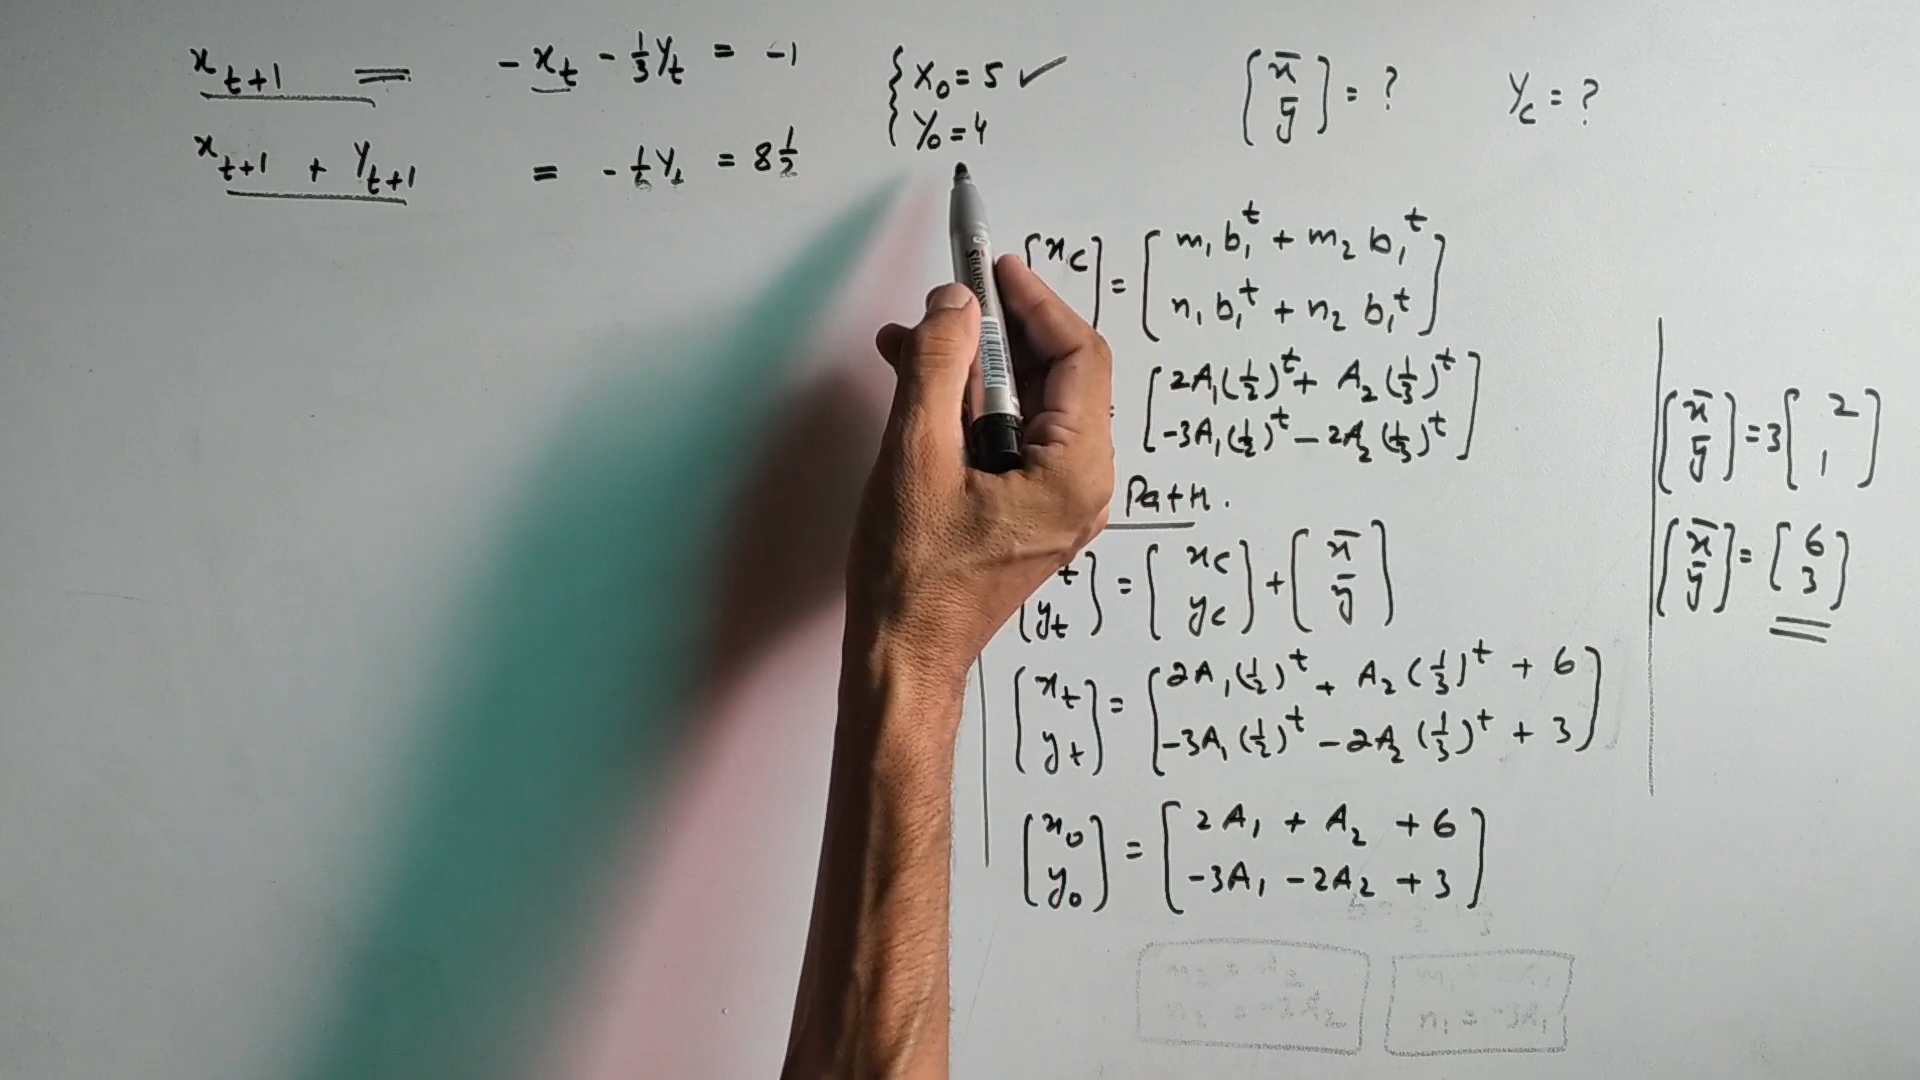 x_{t+1} = -x_t - 1/3 y_t = -1
x_{t+1} + y_{t+1} = - 1/6 y_t = 8 1/2
{ x_0 = 5 ✓
y_0 = 4
[x̄ ȳ] = ?
y_c = ?
[x_c ] = [m_1 b_1^t + m_2 b_1^t
n_1 b_1^t + n_2 b_1^t]
= [2A_1(1/2)^t + A_2(1/3)^t
-3A_1(1/2)^t - 2A_2(1/3)^t]
Path.
[ t y_t] = [x_c y_c] + [x̄ ȳ]
[x_t y_t] = [2A_1(1/2)^t + A_2(1/3)^t + 6
-3A_1(1/2)^t - 2A_2(1/3)^t + 3]
[x_0 y_0] = [2A_1 + A_2 + 6
-3A_1 - 2A_2 + 3]
[x̄ ȳ] = 3[2 1]
[x̄ ȳ] = [6 3]
SHAHSONS